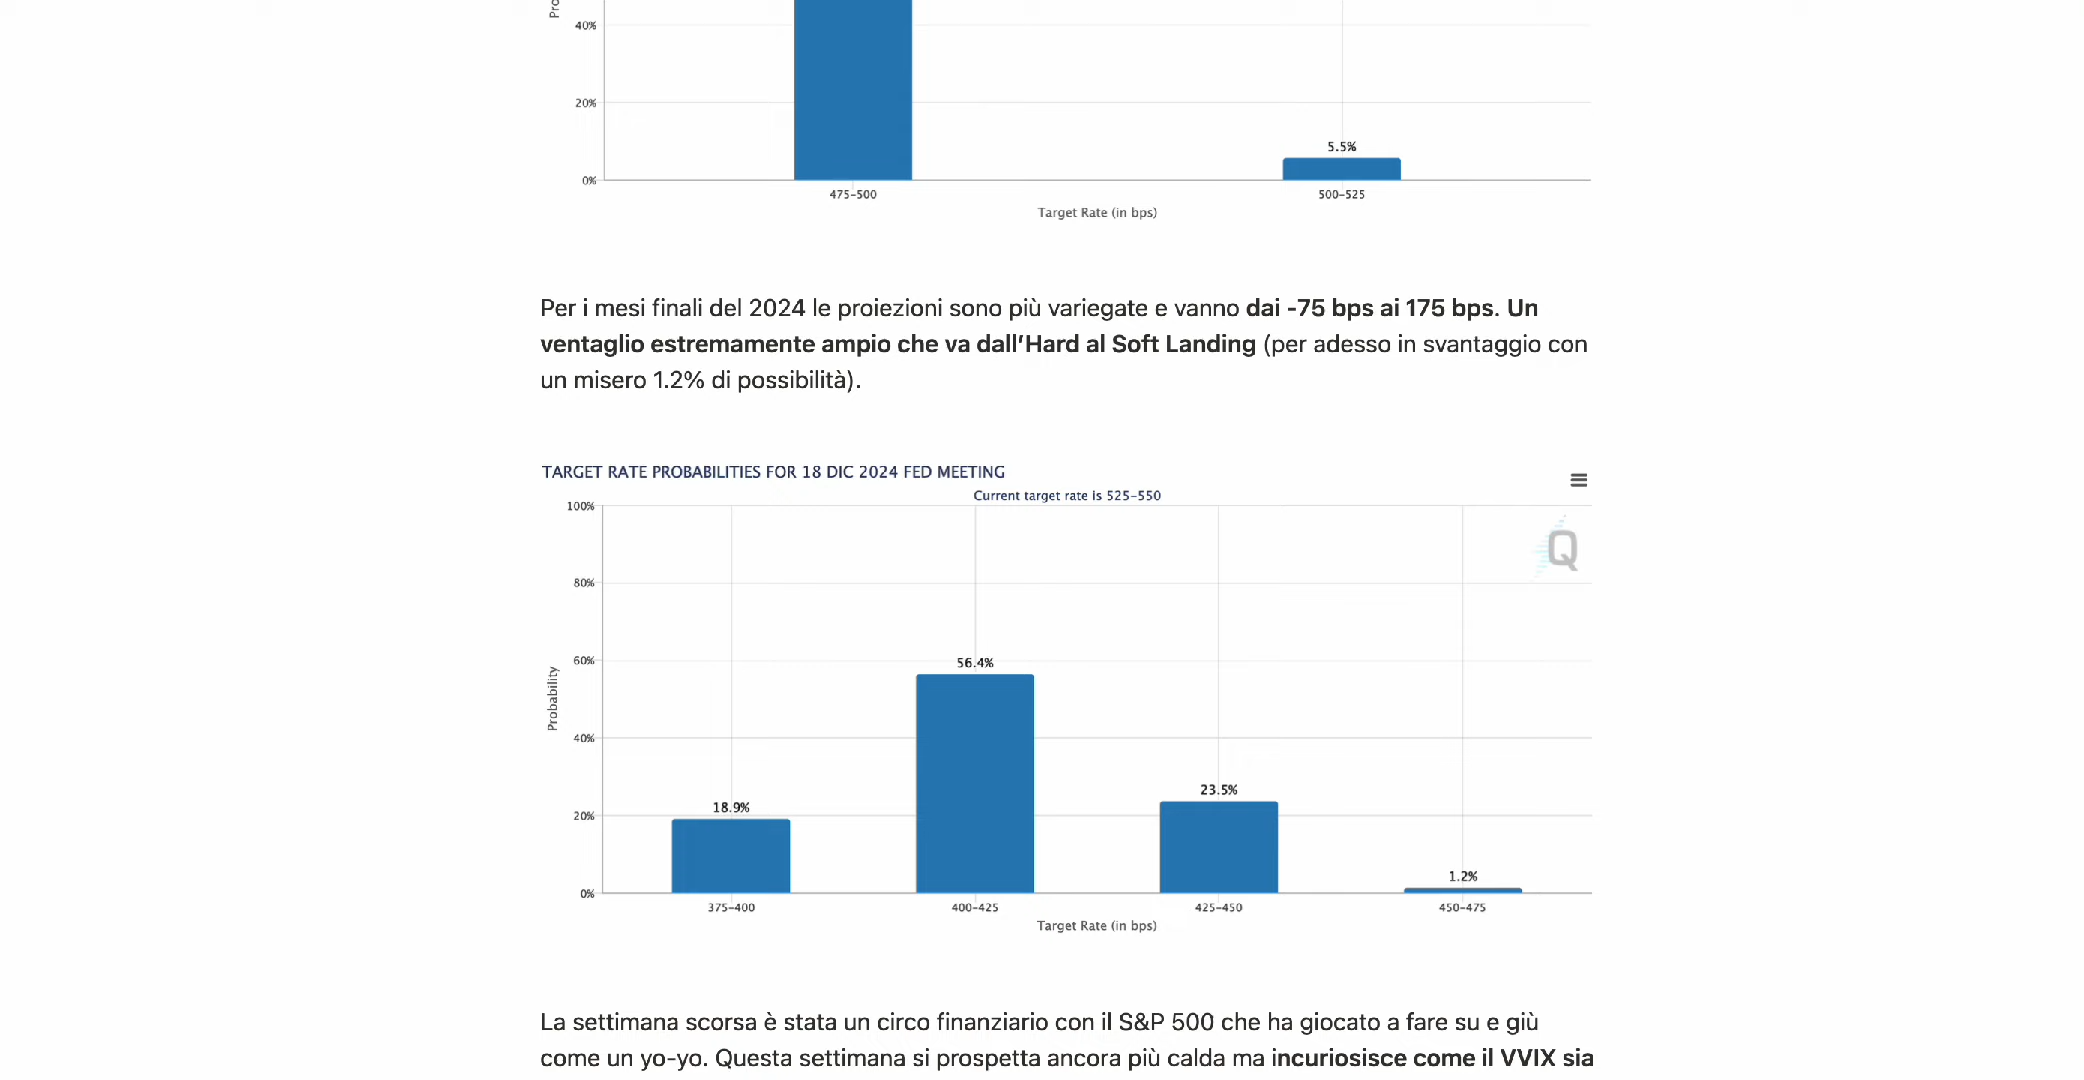 Pro
40%
20%
5.5%
0%
475-500
500-525
Target Rate (in bps)
Per i mesi finali del 2024 le proiezioni sono più variegate e vanno dai -75 bps ai 175 bps. Un
ventaglio estremamente ampio che va dall'Hard al Soft Landing (per adesso in svantaggio con
un misero 1.2% di possibilità).
TARGET RATE PROBABILITIES FOR 18 DIC 2024 FED MEETING
Current target rate is 525-550
100%
Q
80%
60%
56.4%
Probability
40%
23.5%
18.9%
20%
1.2%
0%
375-400
400-425
425-450
450-475
Target Rate (in bps)
La settimana scorsa è stata un circo finanziario con il S&P 500 che ha giocato a fare su e giù
come un yo-yo. Questa settimana si prospetta ancora più calda ma incuriosisce come il VVIX sia